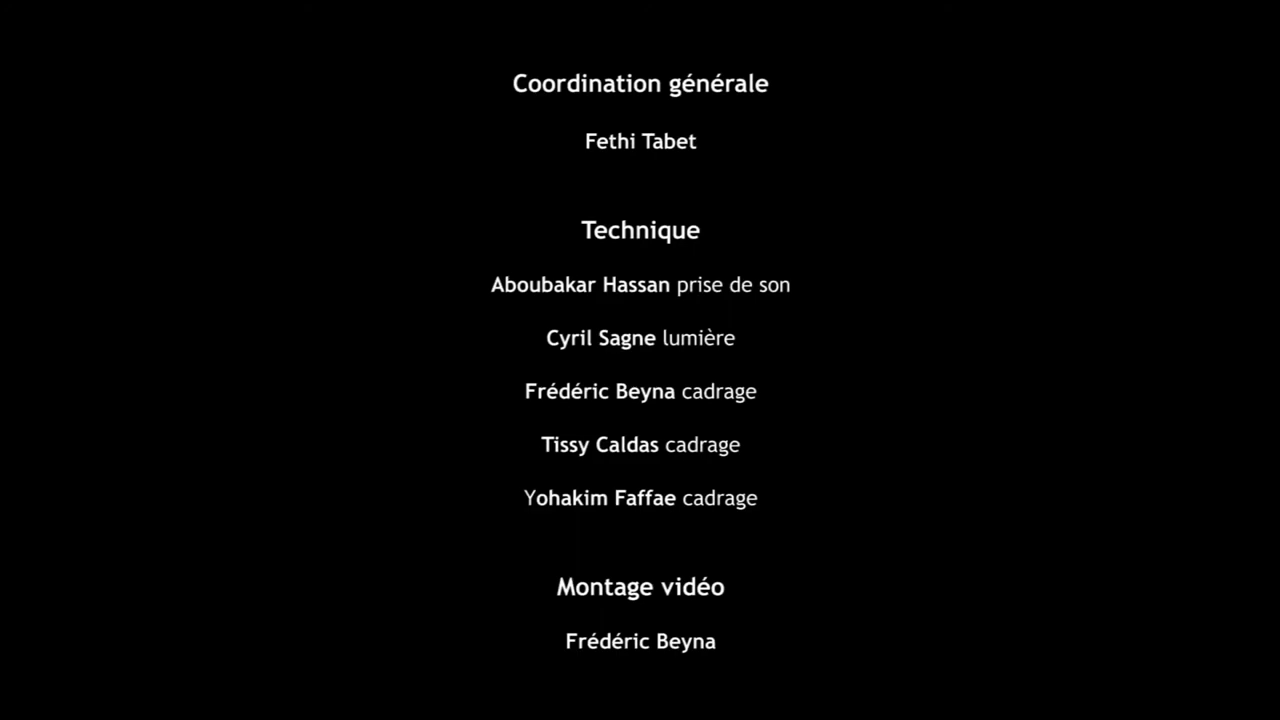 Coordination générale
Fethi Tabet
Technique
Aboubakar Hassan prise de son
Cyril Sagne lumière
Frédéric Beyna cadrage
Tissy Caldas cadrage
Yohakim Faffae cadrage
Montage vidéo
Frédéric Beyna